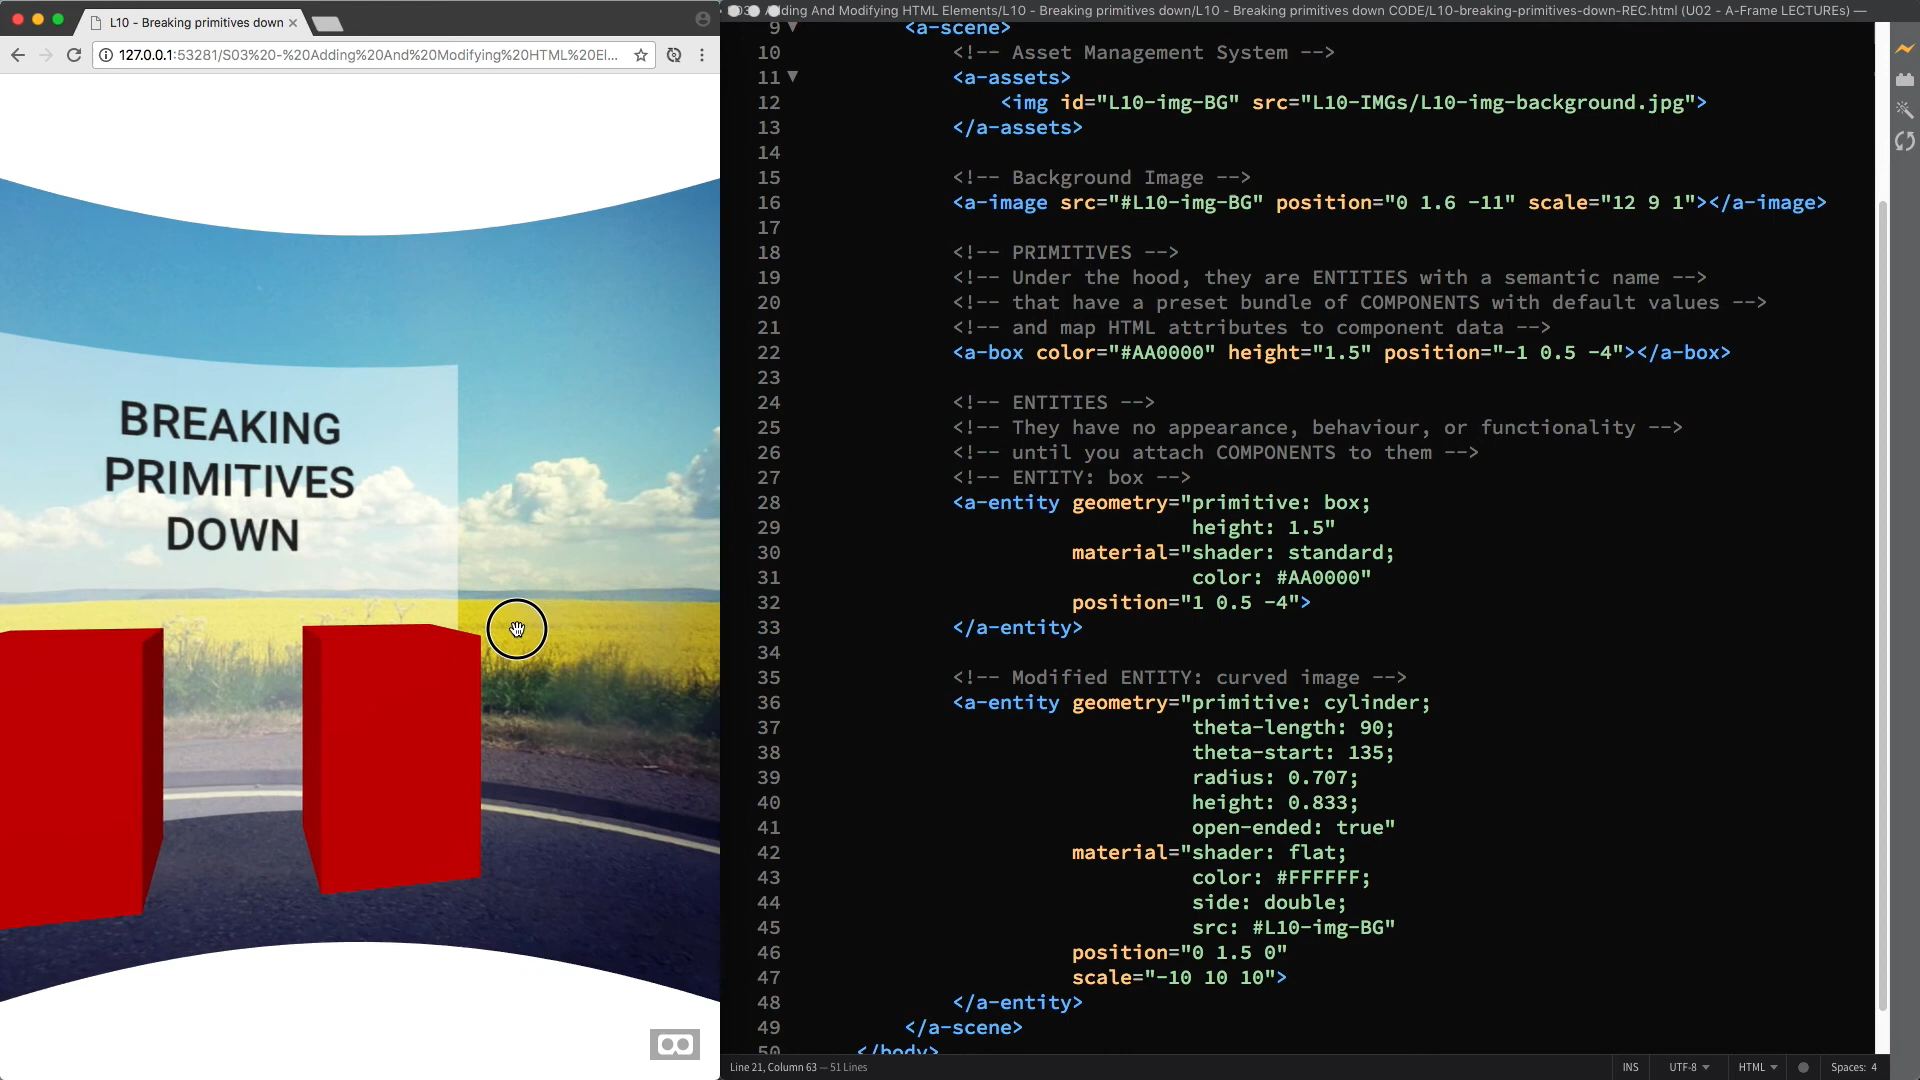 L10 - Breaking primitives down
127.0.0.1:53281/S03%20-%20Adding%20And%20Modifying%20HTML%20El...
BREAKING
PRIMITIVES
DOWN
Adding And Modifying HTML Elements/L10 - Breaking primitives down/L10 - Breaking primitives down CODE/L10-breaking-primitives-down-REC.html (U02 - A-Frame LECTUREs) —
9 <a-scene>
10 <!-- Asset Management System -->
11 <a-assets>
12 <img id="L10-img-BG" src="L10-IMGs/L10-img-background.jpg">
13 </a-assets>
14
15 <!-- Background Image -->
16 <a-image src="#L10-img-BG" position="0 1.6 -11" scale="12 9 1"></a-image>
17
18 <!-- PRIMITIVES -->
19 <!-- Under the hood, they are ENTITIES with a semantic name -->
20 <!-- that have a preset bundle of COMPONENTS with default values -->
21 <!-- and map HTML attributes to component data -->
22 <a-box color="#AA0000" height="1.5" position="-1 0.5 -4"></a-box>
23
24 <!-- ENTITIES -->
25 <!-- They have no appearance, behaviour, or functionality -->
26 <!-- until you attach COMPONENTS to them -->
27 <!-- ENTITY: box -->
28 <a-entity geometry="primitive: box;
29 height: 1.5"
30 material="shader: standard;
31 color: #AA0000"
32 position="1 0.5 -4">
33 </a-entity>
34
35 <!-- Modified ENTITY: curved image -->
36 <a-entity geometry="primitive: cylinder;
37 theta-length: 90;
38 theta-start: 135;
39 radius: 0.707;
40 height: 0.833;
41 open-ended: true"
42 material="shader: flat;
43 color: #FFFFFF;
44 side: double;
45 src: #L10-img-BG"
46 position="0 1.5 0"
47 scale="-10 10 10">
48 </a-entity>
49 </a-scene>
50 </body>
Line 21, Column 63 — 51 Lines
INS UTF-8 HTML Spaces: 4